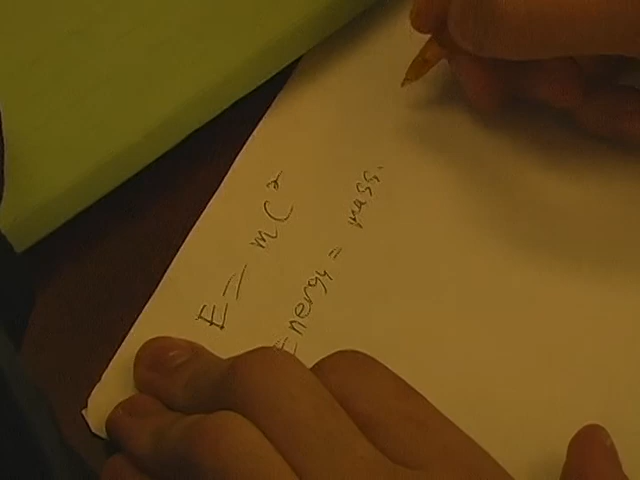 E = mc²
Energy = mass.